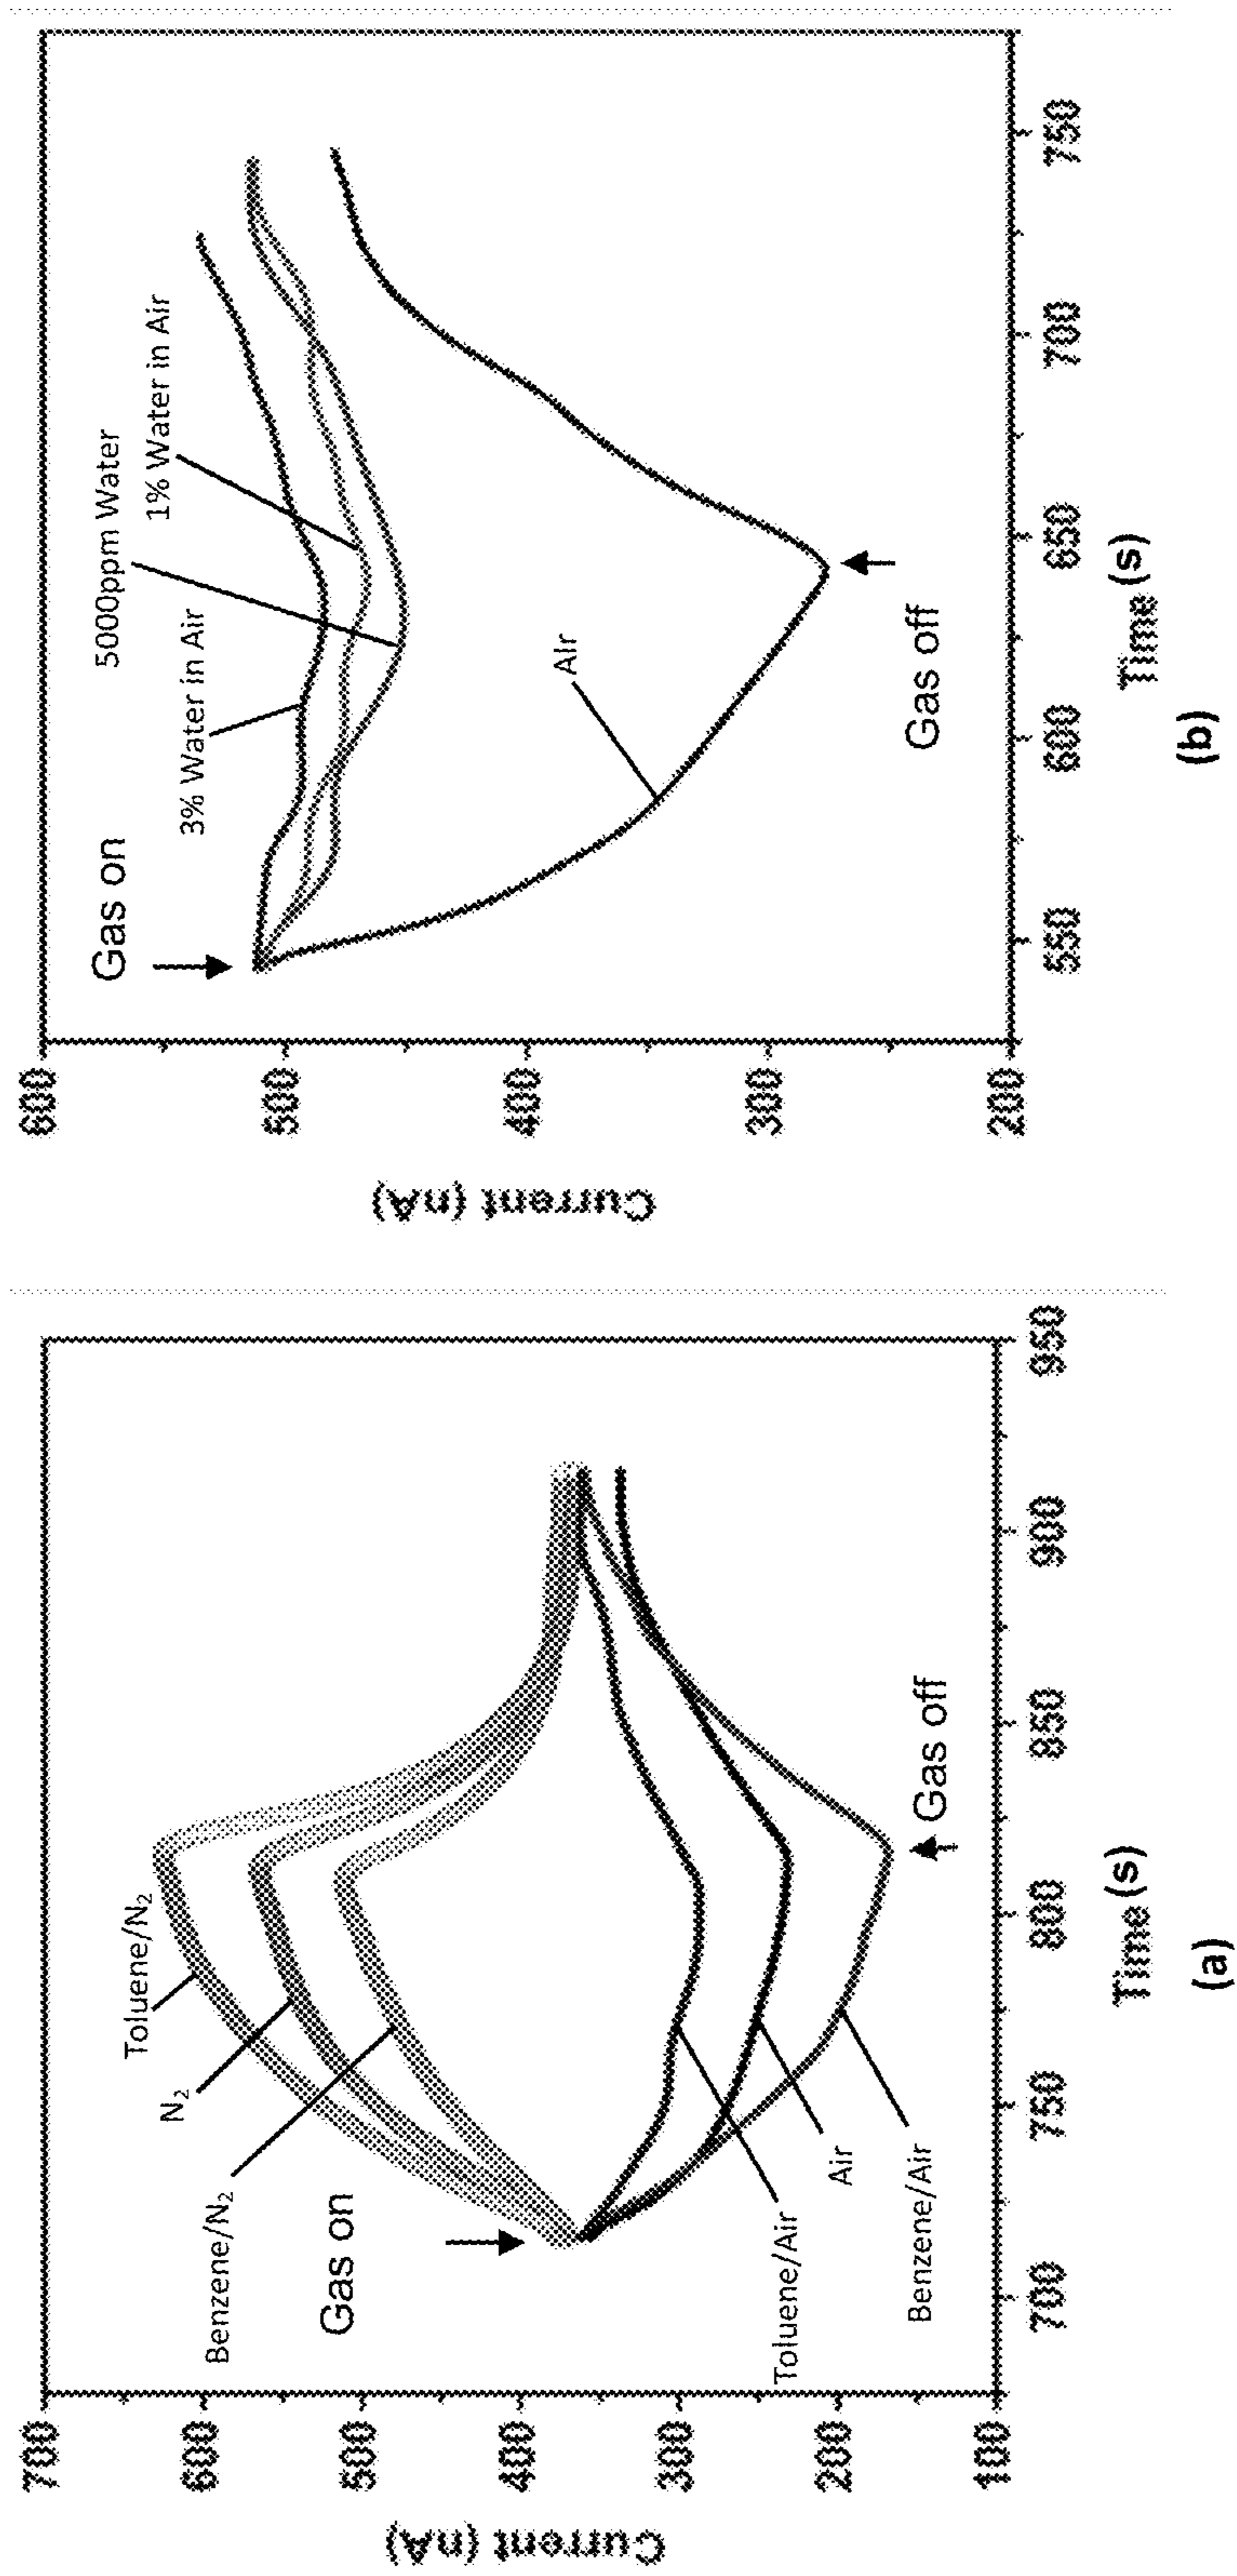 700
600
500
400
300
200
100
Current (nA)
Toluene/N₂
N₂
Benzene/N₂
Gas on
Toluene/Air
Air
Benzene/Air
Gas off
700
750
800
850
900
950
Time (s)
(a)
600
500
400
300
200
Current (nA)
Gas on
3% Water in Air
5000ppm Water
1% Water in Air
Air
Gas off
550
600
650
700
750
Time (s)
(b)